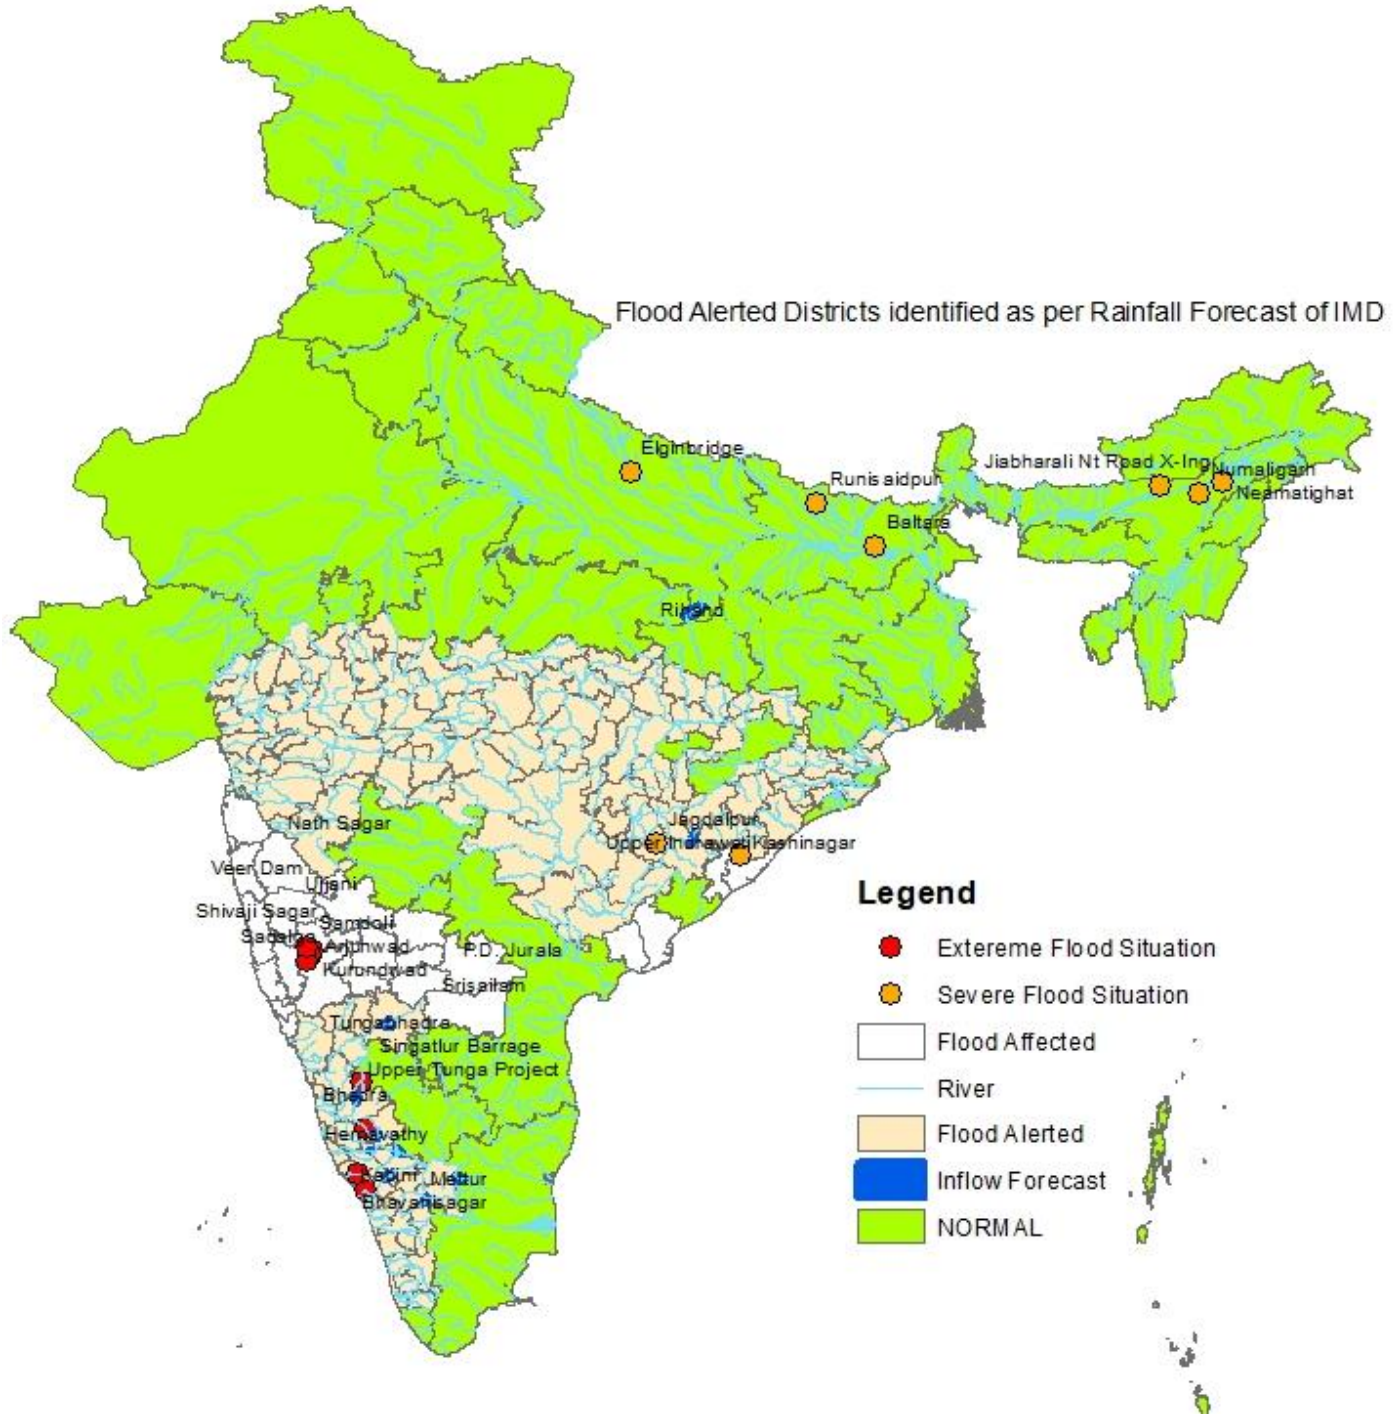 Flood Alerted Districts identified as per Rainfall Forecast of IMD
Elginbridge
Jiabharali Nt Road X-Ing
Numaligarh
Runisaidpur
Neamatighat
Baltara
Rihand
Nath Sagar
Jagdalpur
Upper Indrawati
Kashinagar
Veer Dam
Ujjani
Shivaji Sagar
Samdoli
Sadalga
Arjunwad
P.D. Jurala
Kurundwad
Srisailam
Tungabhadra
Singatlur Barrage
Upper Tunga Project
Bhadra
Hemavathy
Kabini
Mettur
Bhavanisagar
Legend
Extereme Flood Situation
Severe Flood Situation
Flood Affected
River
Flood Alerted
Inflow Forecast
NORMAL